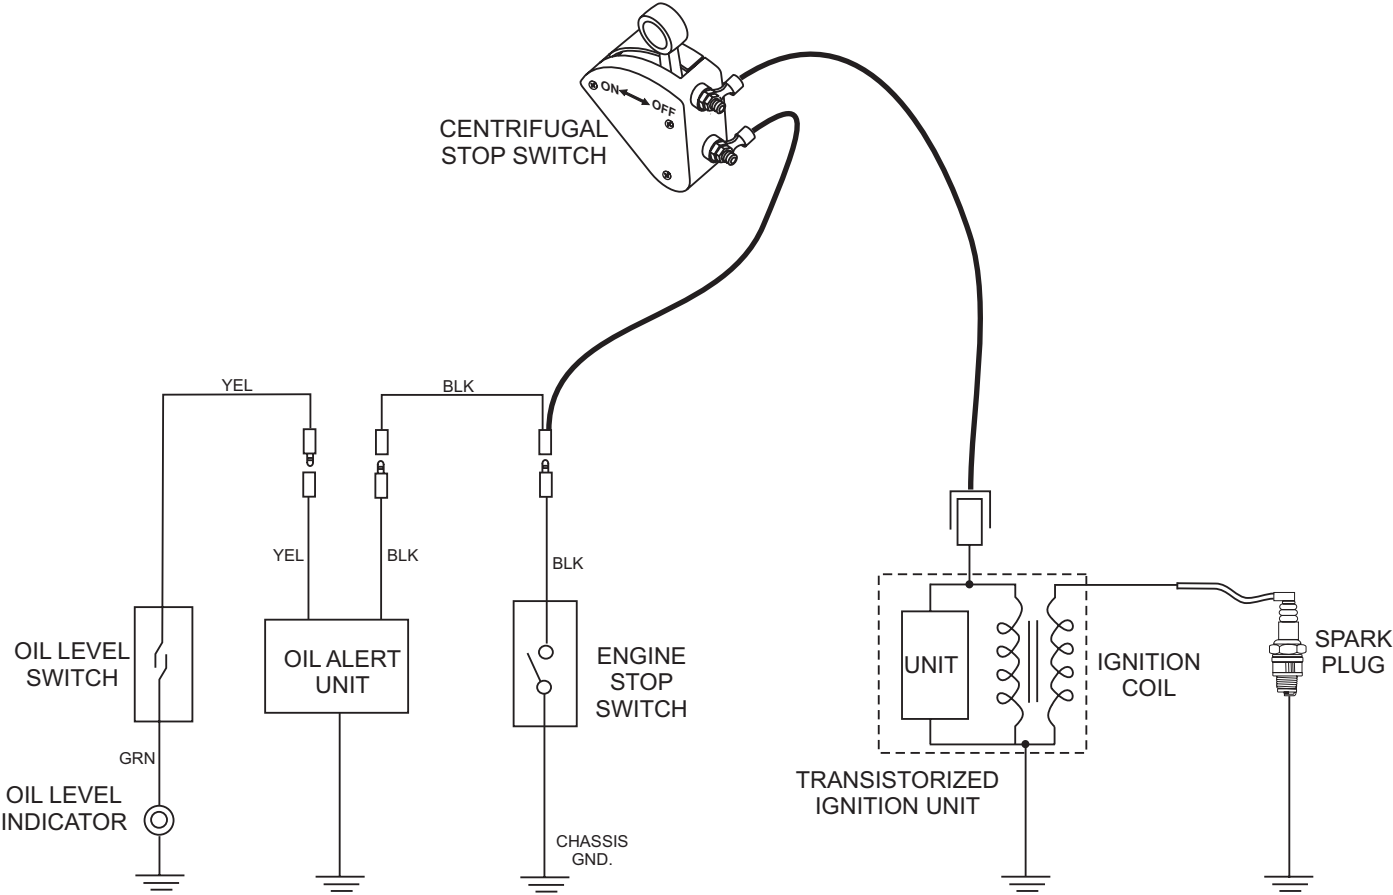 ON
OFF
CENTRIFUGAL
STOP SWITCH
YEL
BLK
YEL
BLK
BLK
OIL LEVEL
SWITCH
OIL ALERT
UNIT
ENGINE
STOP
SWITCH
UNIT
IGNITION
COIL
SPARK
PLUG
GRN
TRANSISTORIZED
IGNITION UNIT
OIL LEVEL
INDICATOR
CHASSIS
GND.